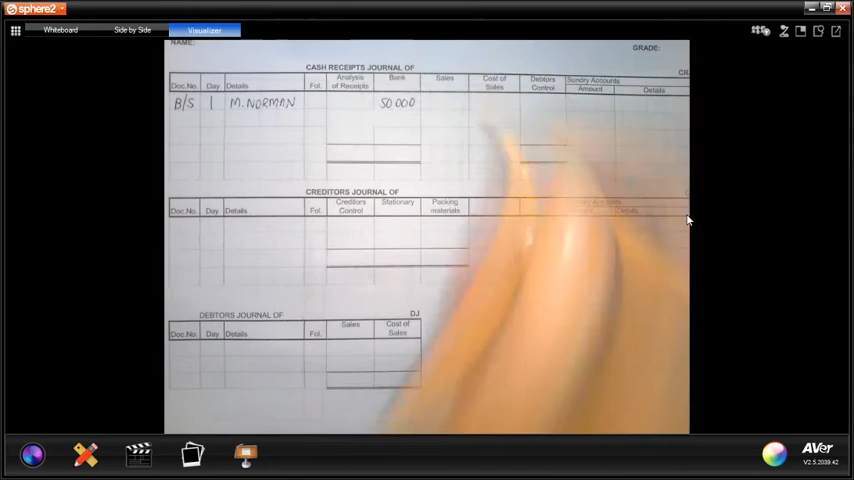 sphere2
Whiteboard
Side by Side
Visualizer
NAME:
GRADE:
CASH RECEIPTS JOURNAL OF
Doc.No. Day Details Fol. Analysis of Receipts Bank Sales Cost of Sales Debtors Control Sundry Accounts Amount Details
B/S 1 M. NORMAN 50 000
CREDITORS JOURNAL OF
Doc.No. Day Details Fol. Creditors Control Stationary Packing materials Details
DEBTORS JOURNAL OF DJ
Doc.No. Day Details Fol. Sales Cost of Sales
AVer
V2.5.2039.42